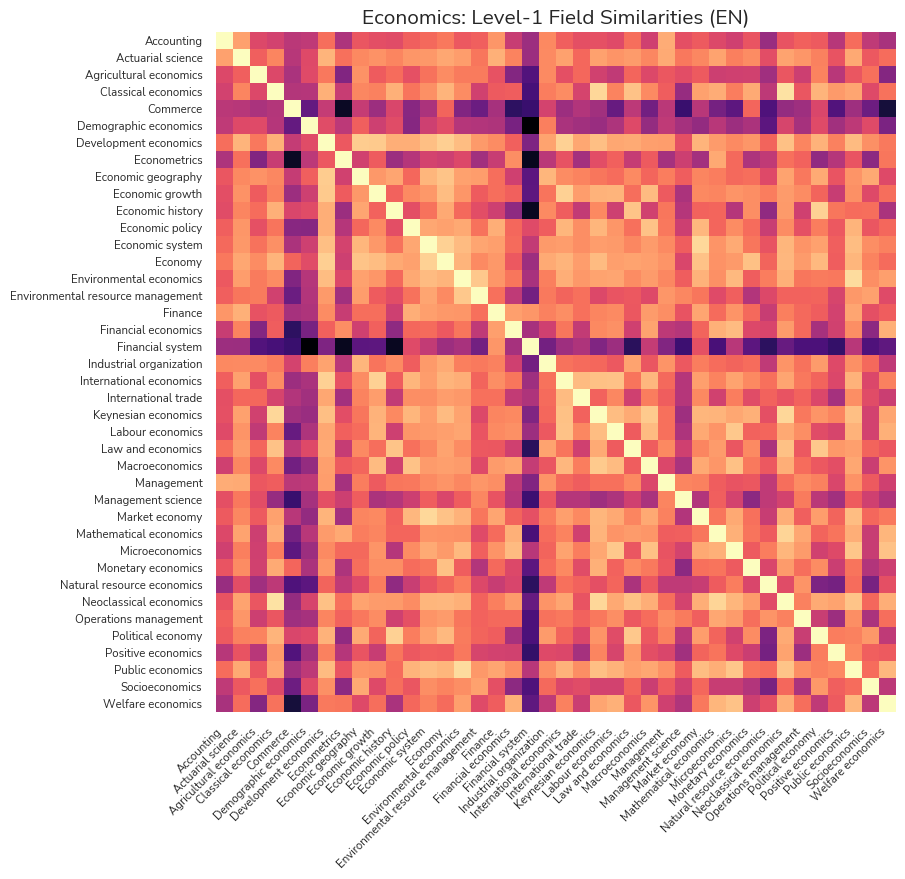 Economics: Level-1 Field Similarities (EN)
Accounting
Actuarial science
Agricultural economics
Classical economics
Commerce
Demographic economics
Development economics
Econometrics
Economic geography
Economic growth
Economic history
Economic policy
Economic system
Economy
Environmental economics
Environmental resource management
Finance
Financial economics
Financial system
Industrial organization
International economics
International trade
Keynesian economics
Labour economics
Law and economics
Macroeconomics
Management
Management science
Market economy
Mathematical economics
Microeconomics
Monetary economics
Natural resource economics
Neoclassical economics
Operations management
Political economy
Positive economics
Public economics
Socioeconomics
Welfare economics
Accounting
Actuarial science
Agricultural economics
Classical economics
Commerce
Demographic economics
Development economics
Econometrics
Economic geography
Economic growth
Economic history
Economic policy
Economic system
Economy
Environmental economics
Environmental resource management
Finance
Financial economics
Financial system
Industrial organization
International economics
International trade
Keynesian economics
Labour economics
Law and economics
Macroeconomics
Management
Management science
Market economy
Mathematical economics
Microeconomics
Monetary economics
Natural resource economics
Neoclassical economics
Operations management
Political economy
Positive economics
Public economics
Socioeconomics
Welfare economics